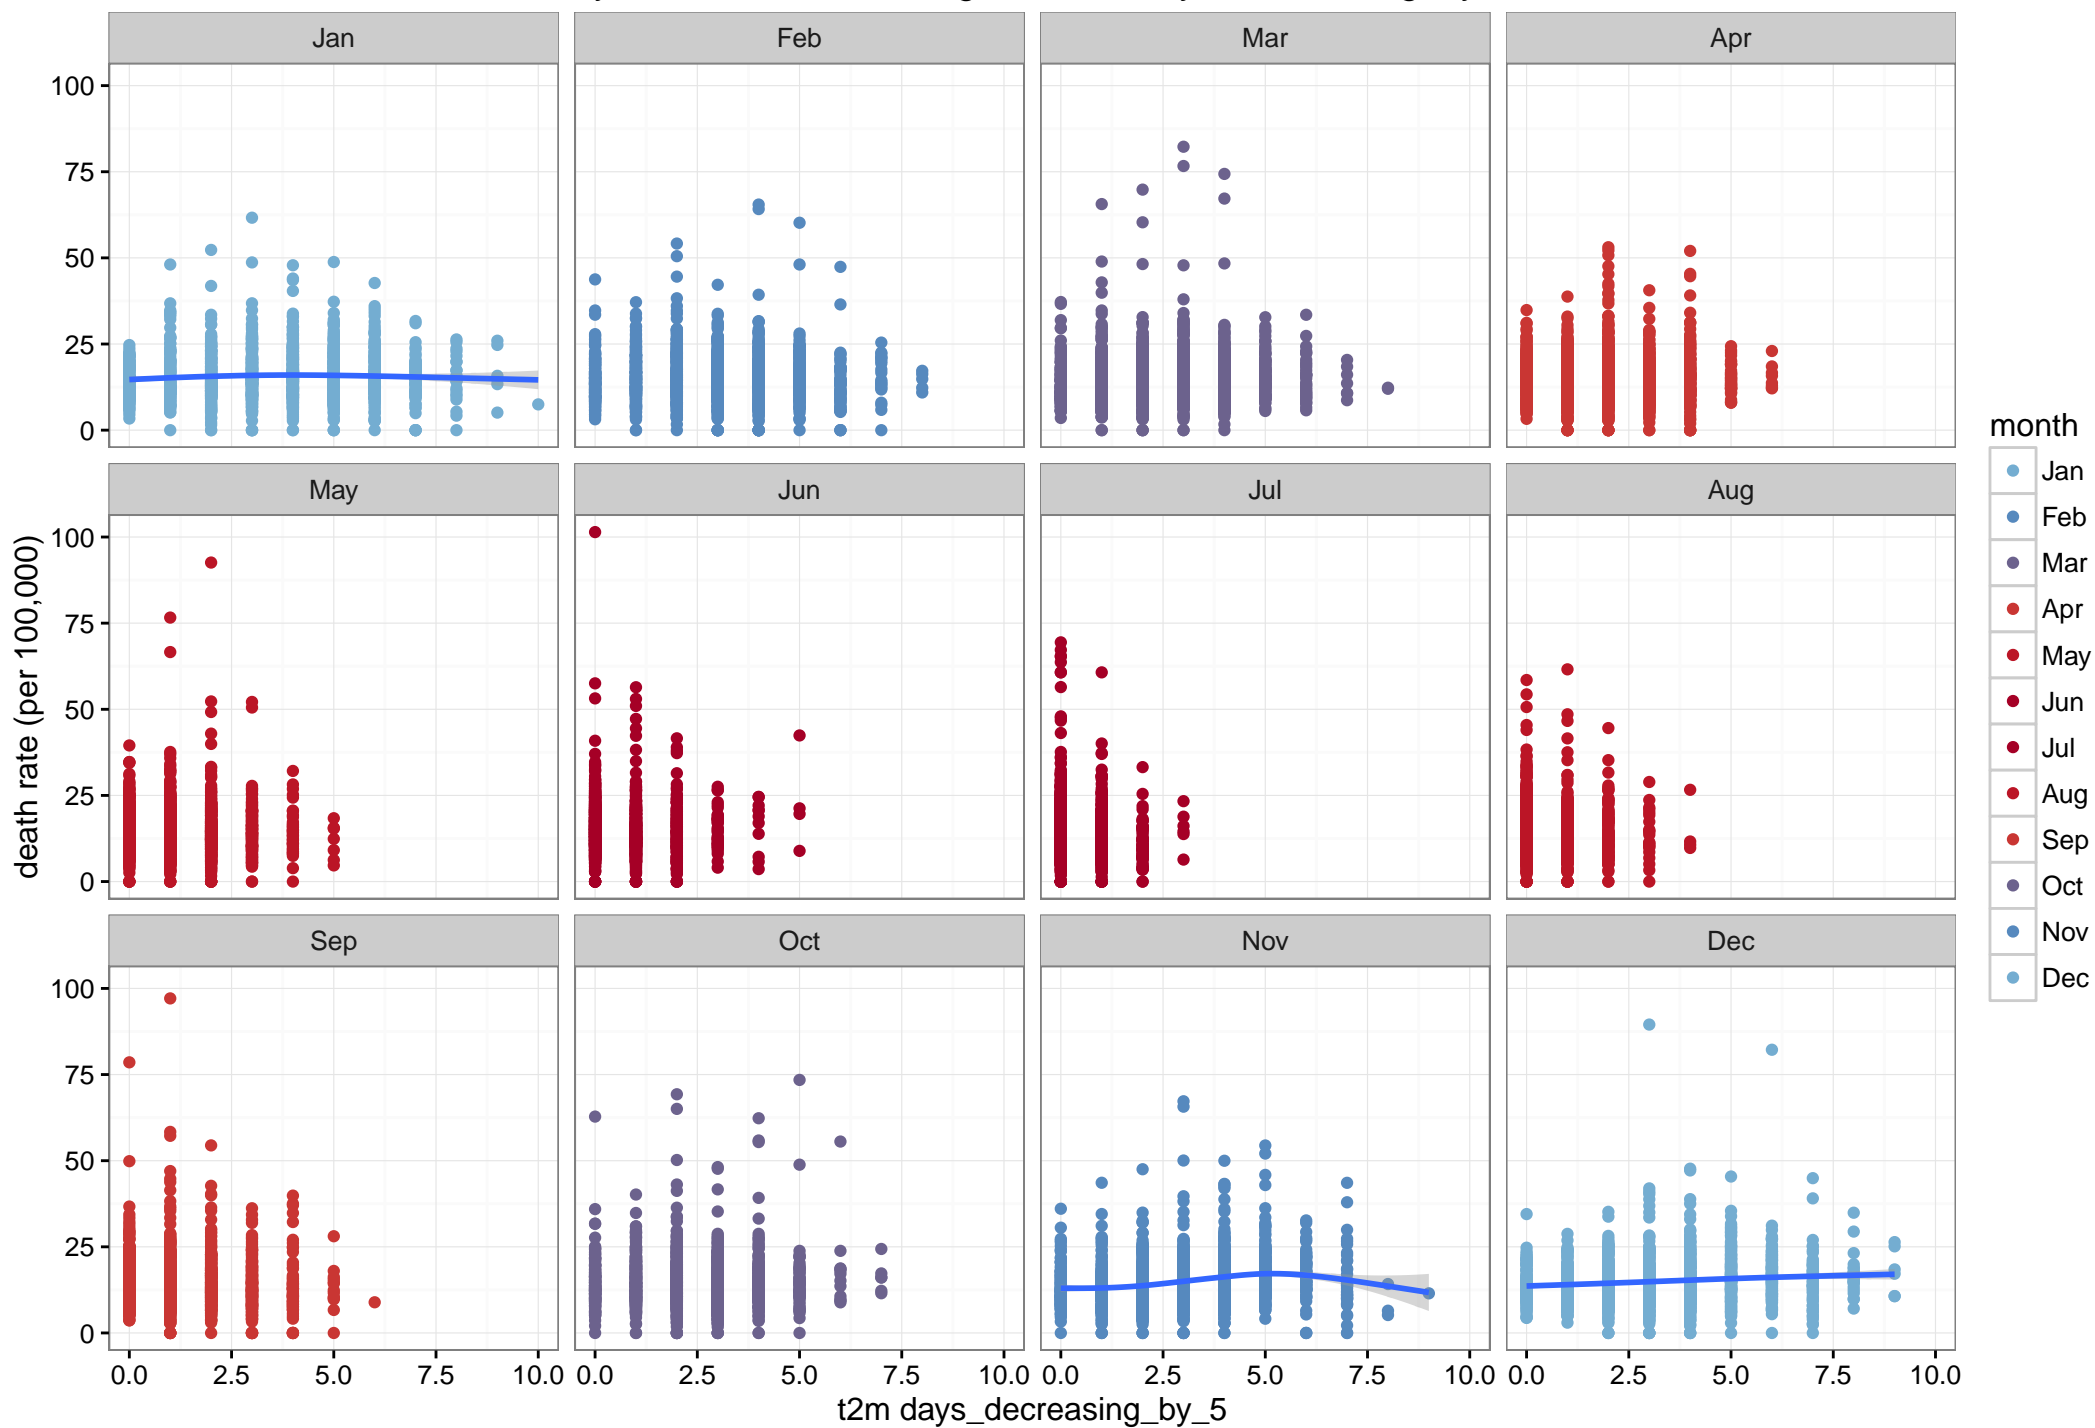 Jan Feb Mar Apr
100
75
50
25
0
May Jun Jul Aug
100
75
50
25
0
Sep Oct Nov Dec
100
75
50
25
0
0.0 2.5 5.0 7.5 10.0 0.0 2.5 5.0 7.5 10.0 0.0 2.5 5.0 7.5 10.0 0.0 2.5 5.0 7.5 10.0
t2m days_decreasing_by_5
death rate (per 100,000)
month
Jan
Feb
Mar
Apr
May
Jun
Jul
Aug
Sep
Oct
Nov
Dec